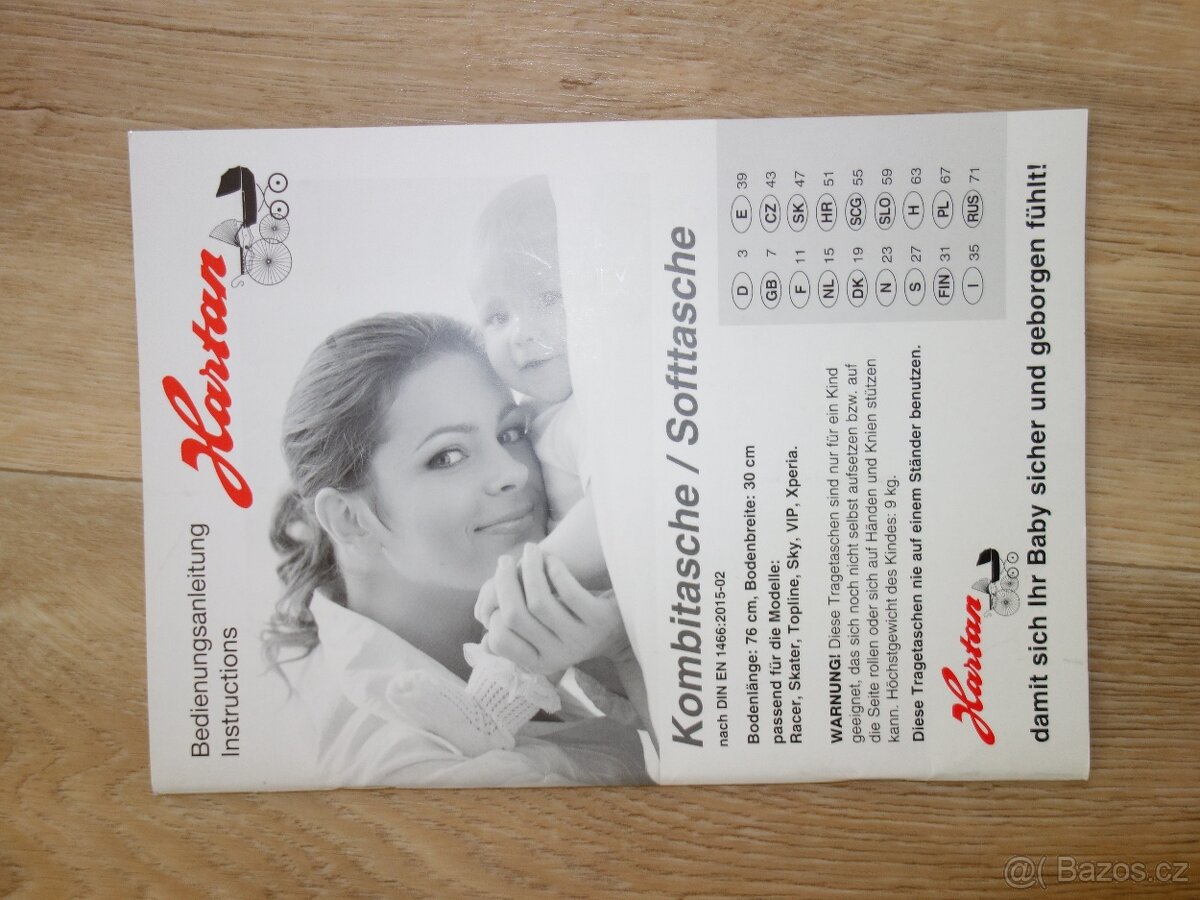 Bedienungsanleitung
Instructions
Hartan
Kombitasche / Softtasche
nach DIN EN 1466:2015-02
Bodenlänge: 76 cm, Bodenbreite: 30 cm
passend für die Modelle:
Racer, Skater, Topline, Sky, VIP, Xperia.
WARNUNG! Diese Tragetaschen sind nur für ein Kind
geeignet, das sich noch nicht selbst aufsetzen bzw. auf
die Seite rollen oder sich auf Händen und Knien stützen
kann. Höchstgewicht des Kindes: 9 kg.
Diese Tragetaschen nie auf einem Ständer benutzen.
D 3 E 39
GB 7 CZ 43
F 11 SK 47
NL 15 HR 51
DK 19 SCG 55
N 23 SLO 59
S 27 H 63
FIN 31 PL 67
I 35 RUS 71
Hartan
damit sich Ihr Baby sicher und geborgen fühlt!
@( Bazos.cz